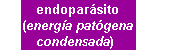 endoparásito
(energía patógena
condensada)